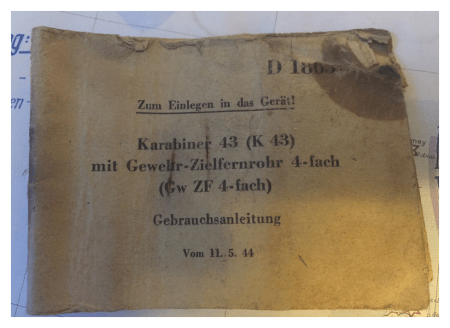 D 1865
Zum Einlegen in das Gerät!
Karabiner 43 (K 43)
mit Gewehr-Zielfernrohr 4-fach
(Gw ZF 4-fach)
Gebrauchsanleitung
Vom 11. 5. 44